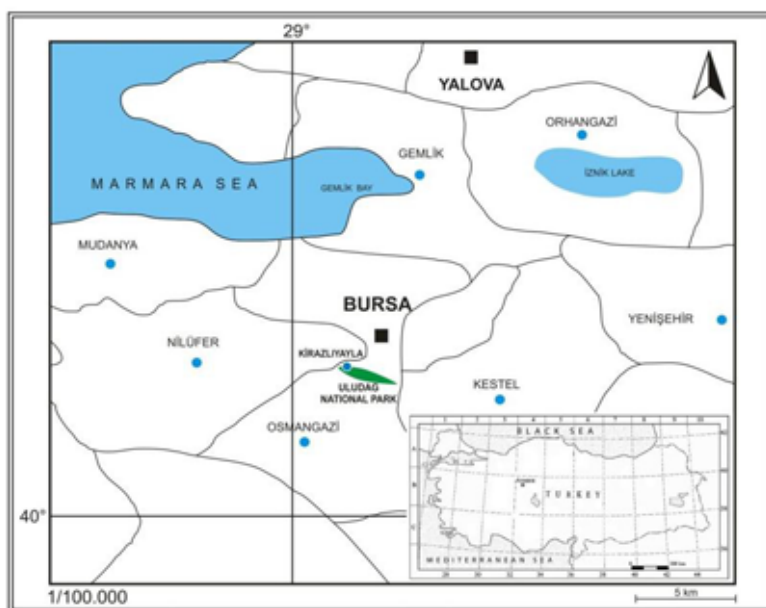 29°
YALOVA
ORHANGAZİ
GEMLİK
İZNİK LAKE
MARMARA SEA
GEMLİK BAY
MUDANYA
BURSA
YENİŞEHİR
NİLÜFER
KİRAZLIYAYLA
ULUDAĞ
NATIONAL PARK
KESTEL
OSMANGAZİ
BLACK SEA
TURKEY
MEDITERRANEAN SEA
40°
1/100.000
5 km